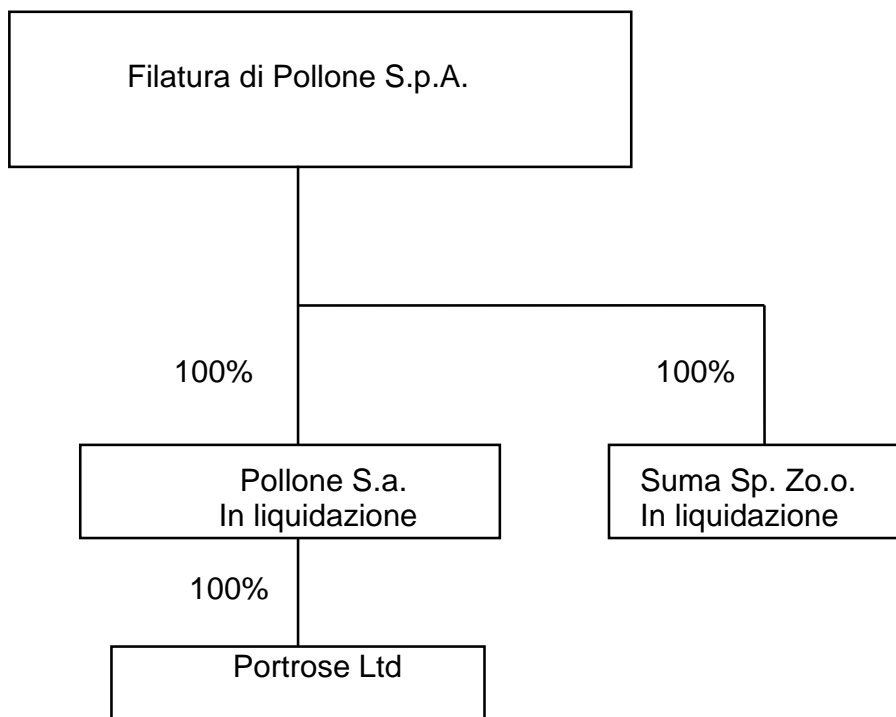 Filatura di Pollone S.p.A.
100%
100%
Pollone S.a.
In liquidazione
Suma Sp. Zo.o.
In liquidazione
100%
Portrose Ltd